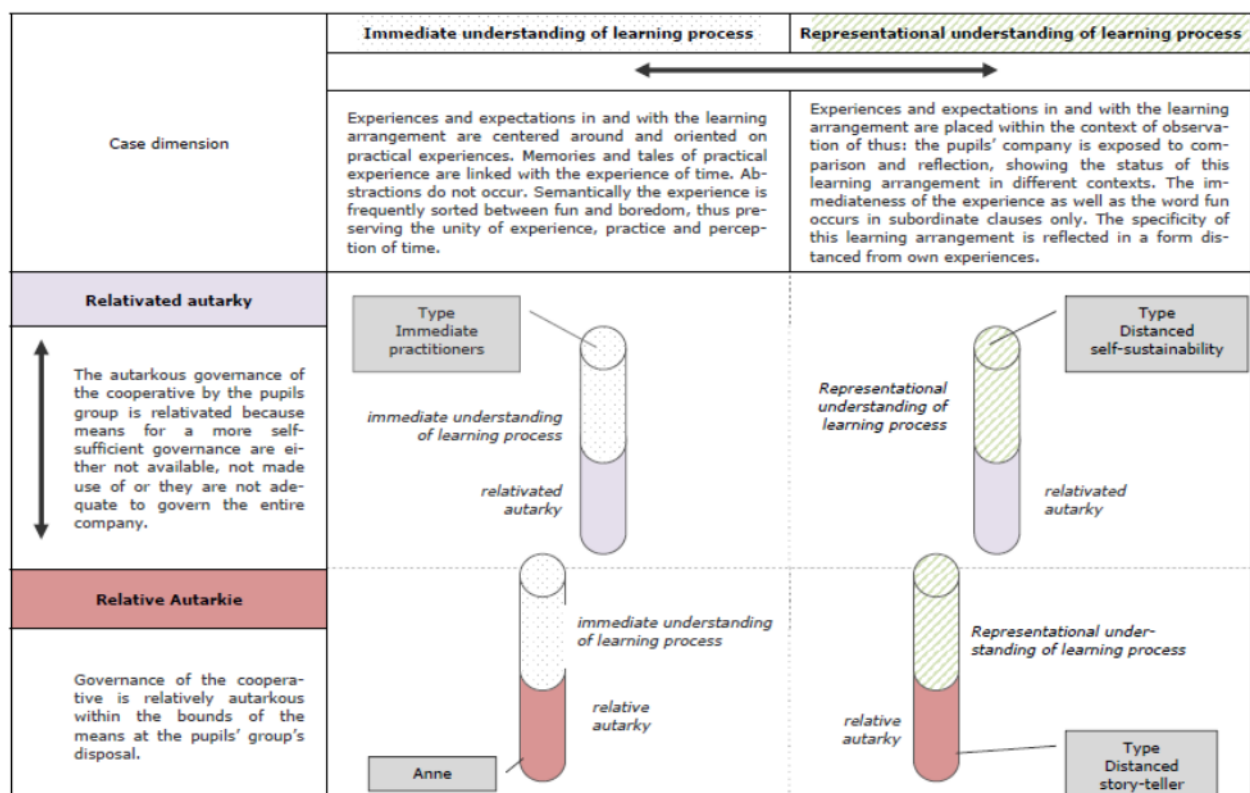 Immediate understanding of learning process
Representational understanding of learning process
Case dimension
Experiences and expectations in and with the learning
arrangement are centered around and oriented on
practical experiences. Memories and tales of practical
experience are linked with the experience of time. Ab-
stractions do not occur. Semantically the experience is
frequently sorted between fun and boredom, thus pre-
serving the unity of experience, practice and percep-
tion of time.
Experiences and expectations in and with the learning
arrangement are placed within the context of observation
of thus: the pupils’ company is exposed to com-
parison and reflection, showing the status of this
learning arrangement in different contexts. The im-
mediateness of the experience as well as the word fun
occurs in subordinate clauses only. The specificity of
this learning arrangement is reflected in a form dis-
tanced from own experiences.
Relativated autarky
The autarkous governance of
the cooperative by the pupils
group is relativated because
means for a more self-
sufficient governance are ei-
ther not available, not made
use of or they are not ade-
quate to govern the entire
company.
Type
Immediate
practitioners
immediate understanding
of learning process
relativated
autarky
Type
Distanced
self-sustainability
Representational
understanding of
learning process
relativated
autarky
Relative Autarkie
Governance of the coopera-
tive is relatively autarkous
within the bounds of the
means at the pupils’ group’s
disposal.
immediate understanding
of learning process
relative
autarky
Anne
Representational under-
standing of learning process
relative
autarky
Type
Distanced
story-teller